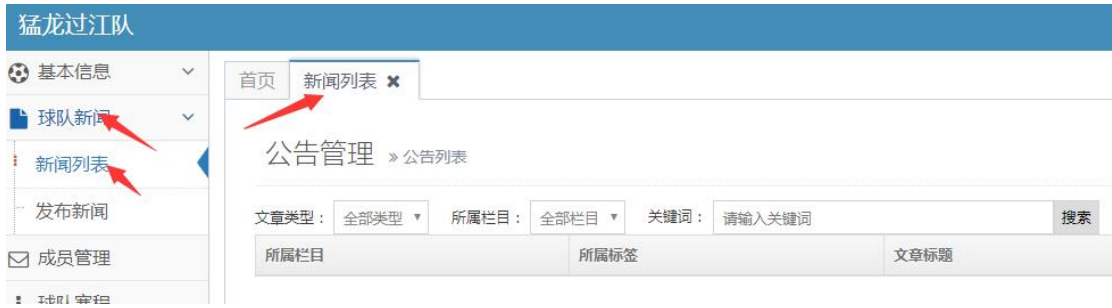 猛龙过江队
基本信息
球队新闻
新闻列表
发布新闻
成员管理
球队赛程
首页 新闻列表
公告管理 » 公告列表
文章类型： 全部类型 所属栏目： 全部栏目 关键词： 请输入关键词 搜索
所属栏目 所属标签 文章标题